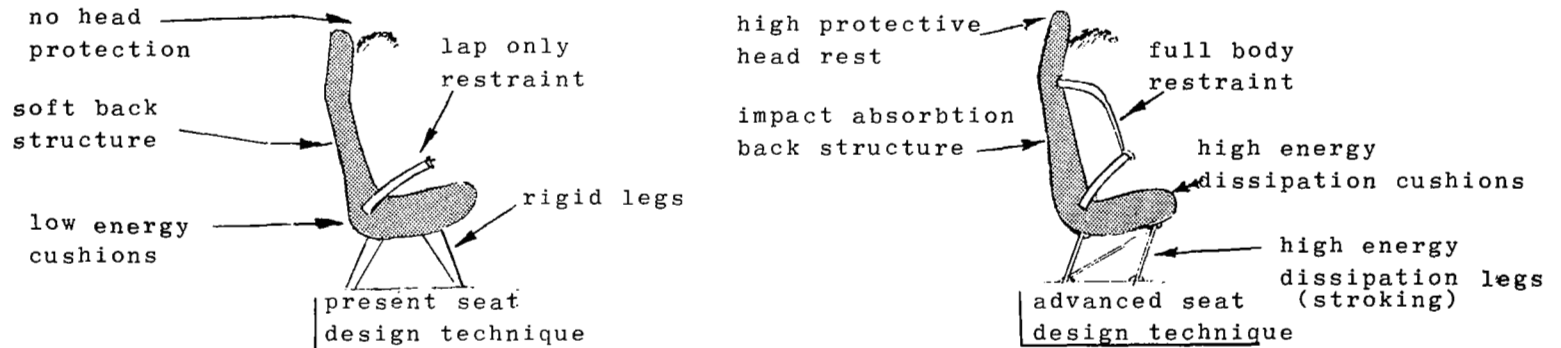 no head
protection
lap only
restraint
soft back
structure
rigid legs
low energy
cushions
present seat
design technique
high protective
head rest
full body
restraint
impact absorbtion
back structure
high energy
dissipation cushions
high energy
dissipation legs
(stroking)
advanced seat
design technique